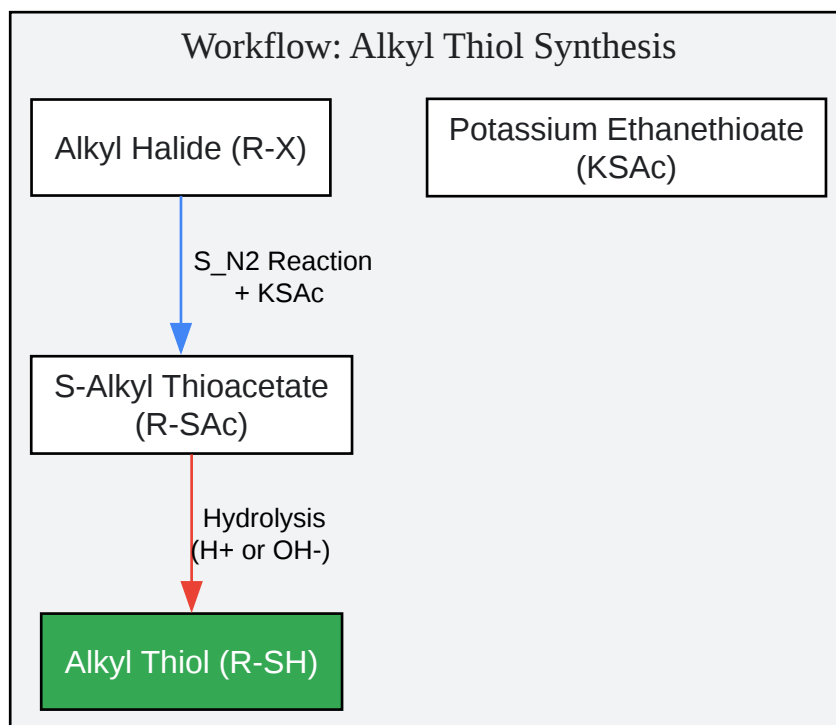 Workflow: Alkyl Thiol Synthesis
Alkyl Halide (R-X)
Potassium Ethanethioate
(KSAc)
S_N2 Reaction
+ KSAc
S-Alkyl Thioacetate
(R-SAc)
Hydrolysis
(H+ or OH-)
Alkyl Thiol (R-SH)